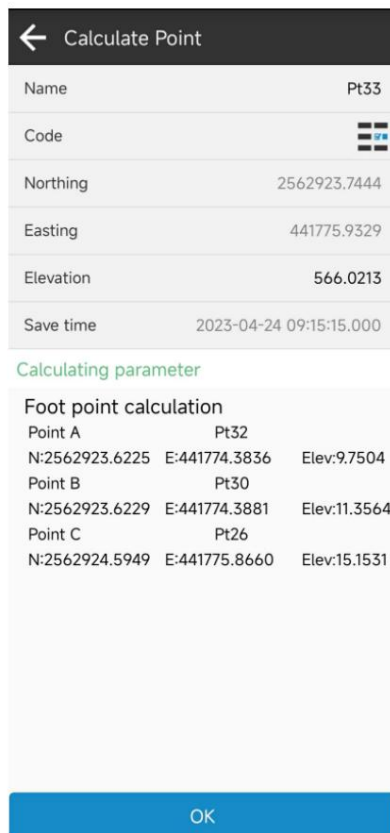 Calculate Point
Name Pt33
Code
Northing 2562923.7444
Easting 441775.9329
Elevation 566.0213
Save time 2023-04-24 09:15:15.000
Calculating parameter
Foot point calculation
Point A Pt32
N:2562923.6225 E:441774.3836 Elev:9.7504
Point B Pt30
N:2562923.6229 E:441774.3881 Elev:11.3564
Point C Pt26
N:2562924.5949 E:441775.8660 Elev:15.1531
OK